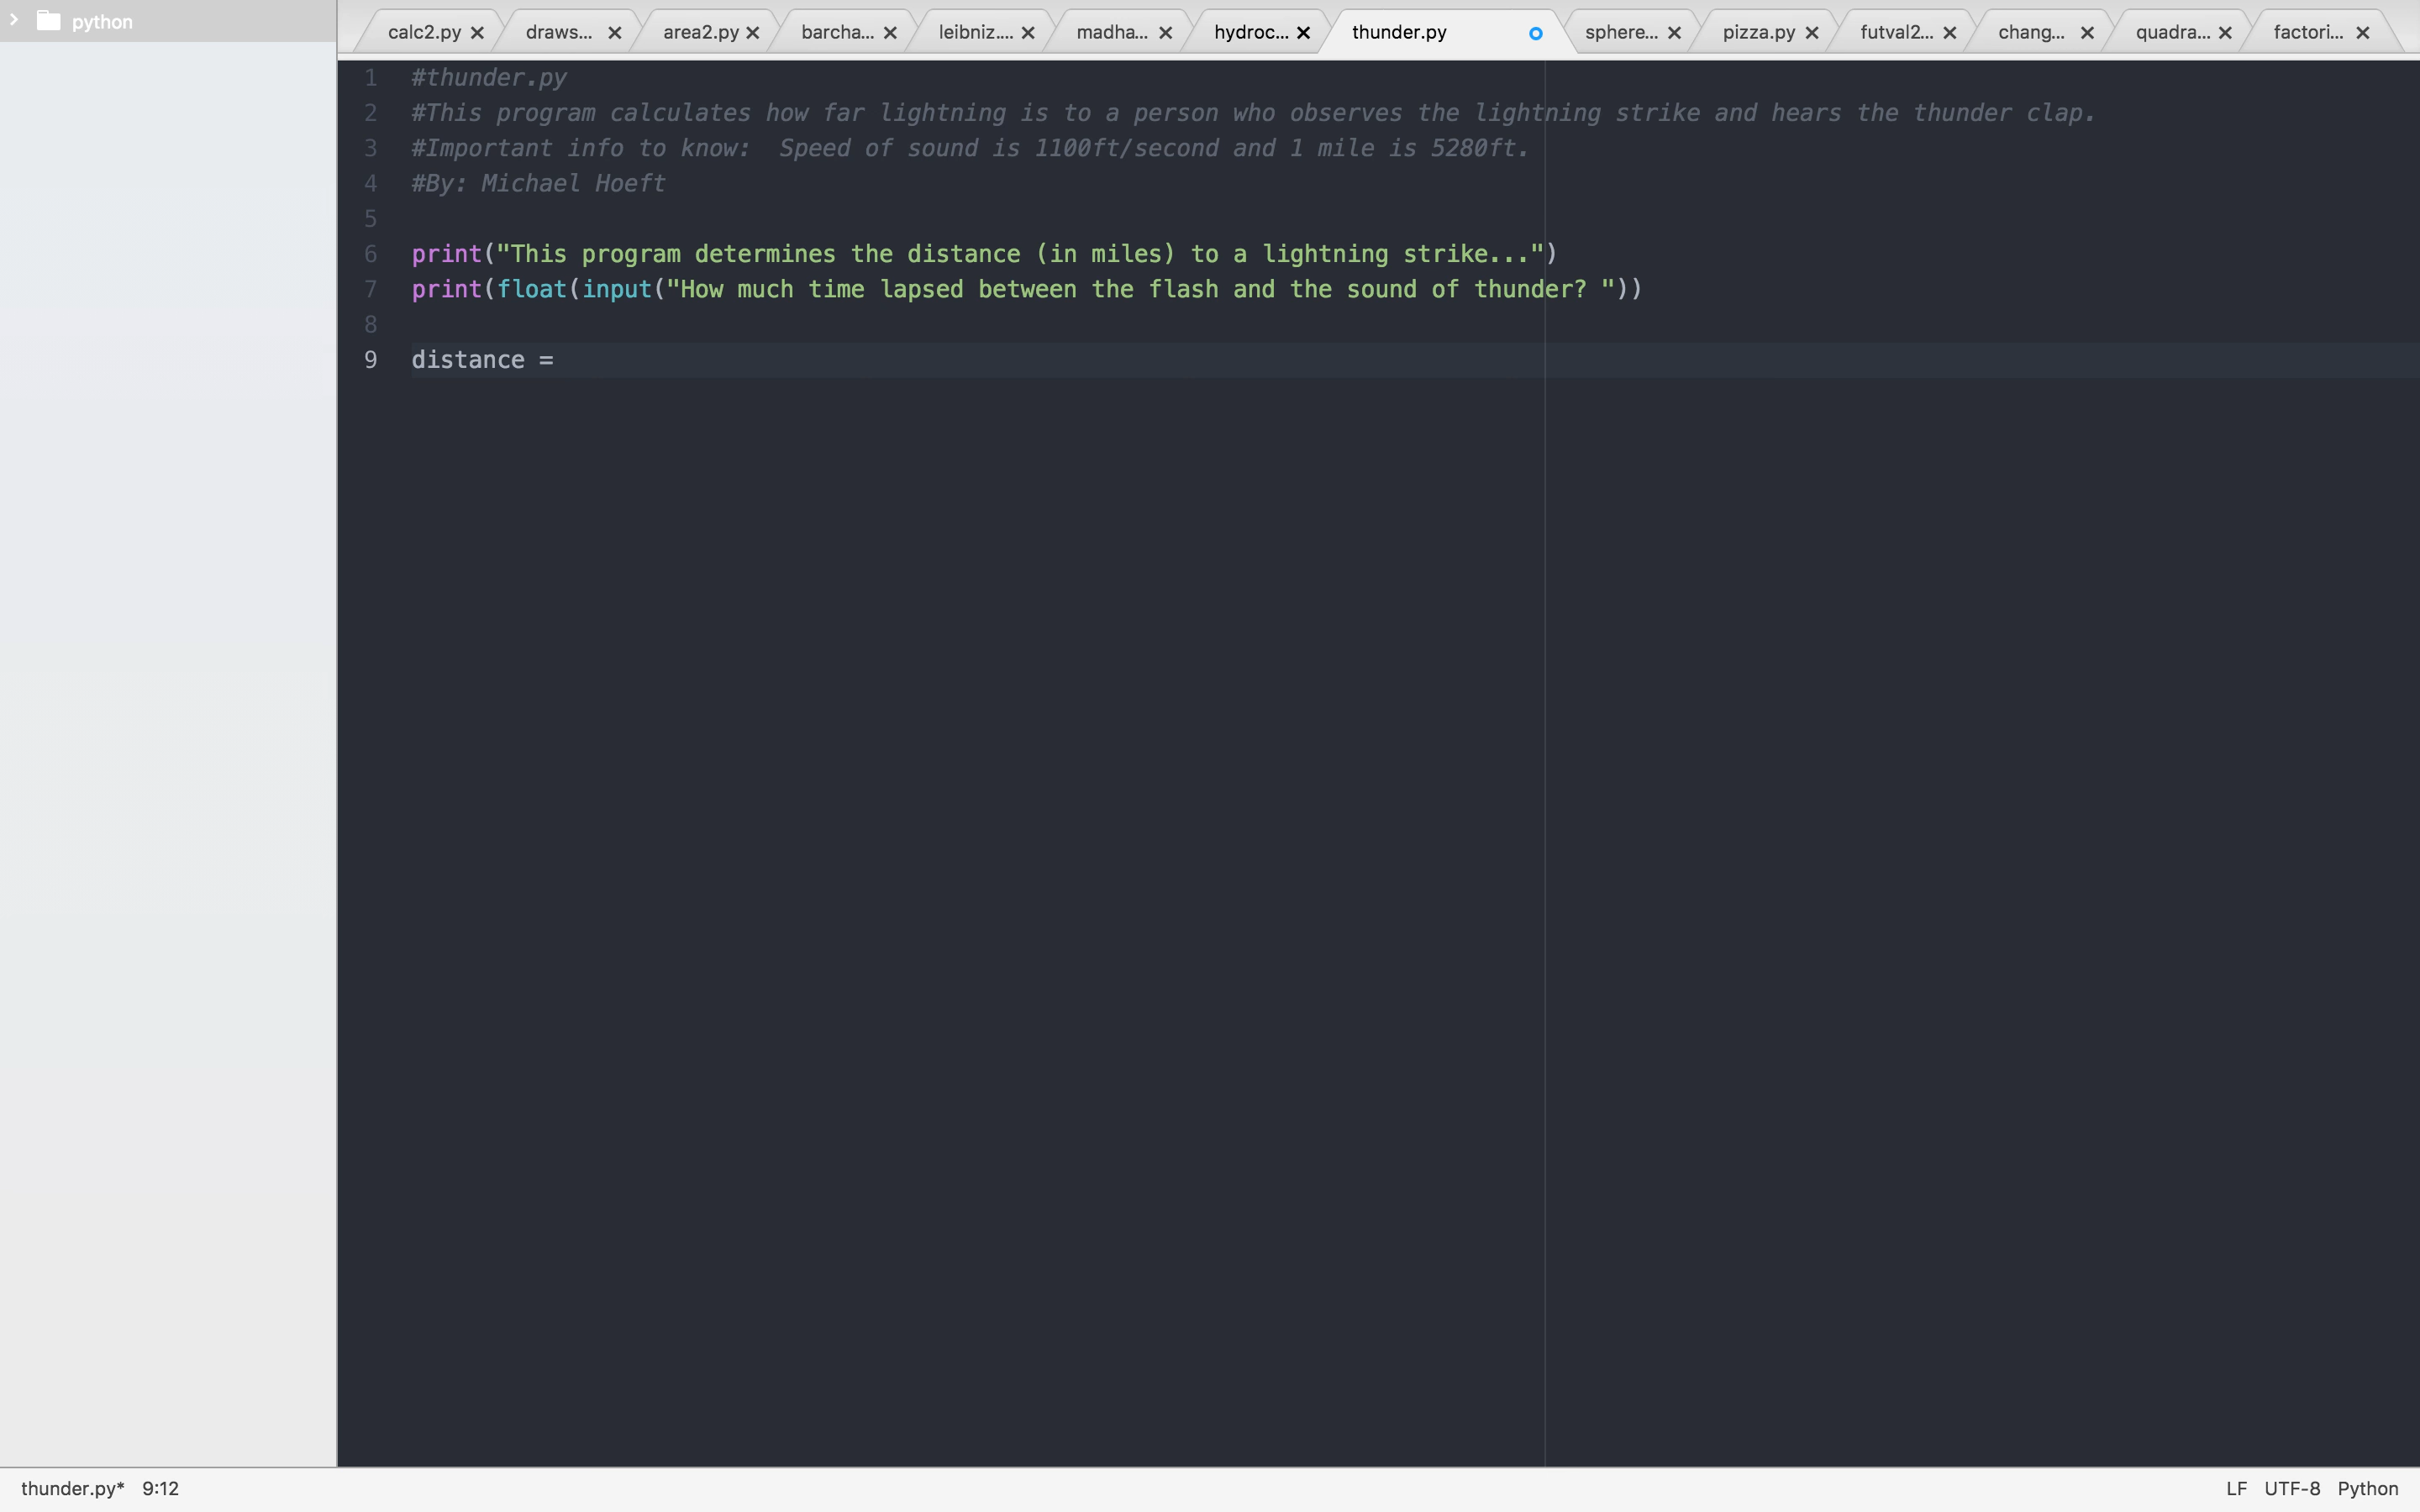 python
calc2.py
draws...
area2.py
barcha...
leibniz....
madha...
hydroc...
thunder.py
sphere...
pizza.py
futval2...
chang...
quadra...
factori...
1 #thunder.py
2 #This program calculates how far lightning is to a person who observes the lightning strike and hears the thunder clap.
3 #Important info to know:  Speed of sound is 1100ft/second and 1 mile is 5280ft.
4 #By: Michael Hoeft
5
6 print("This program determines the distance (in miles) to a lightning strike...")
7 print(float(input("How much time lapsed between the flash and the sound of thunder? "))
8
9 distance =
thunder.py* 9:12
LF UTF-8 Python